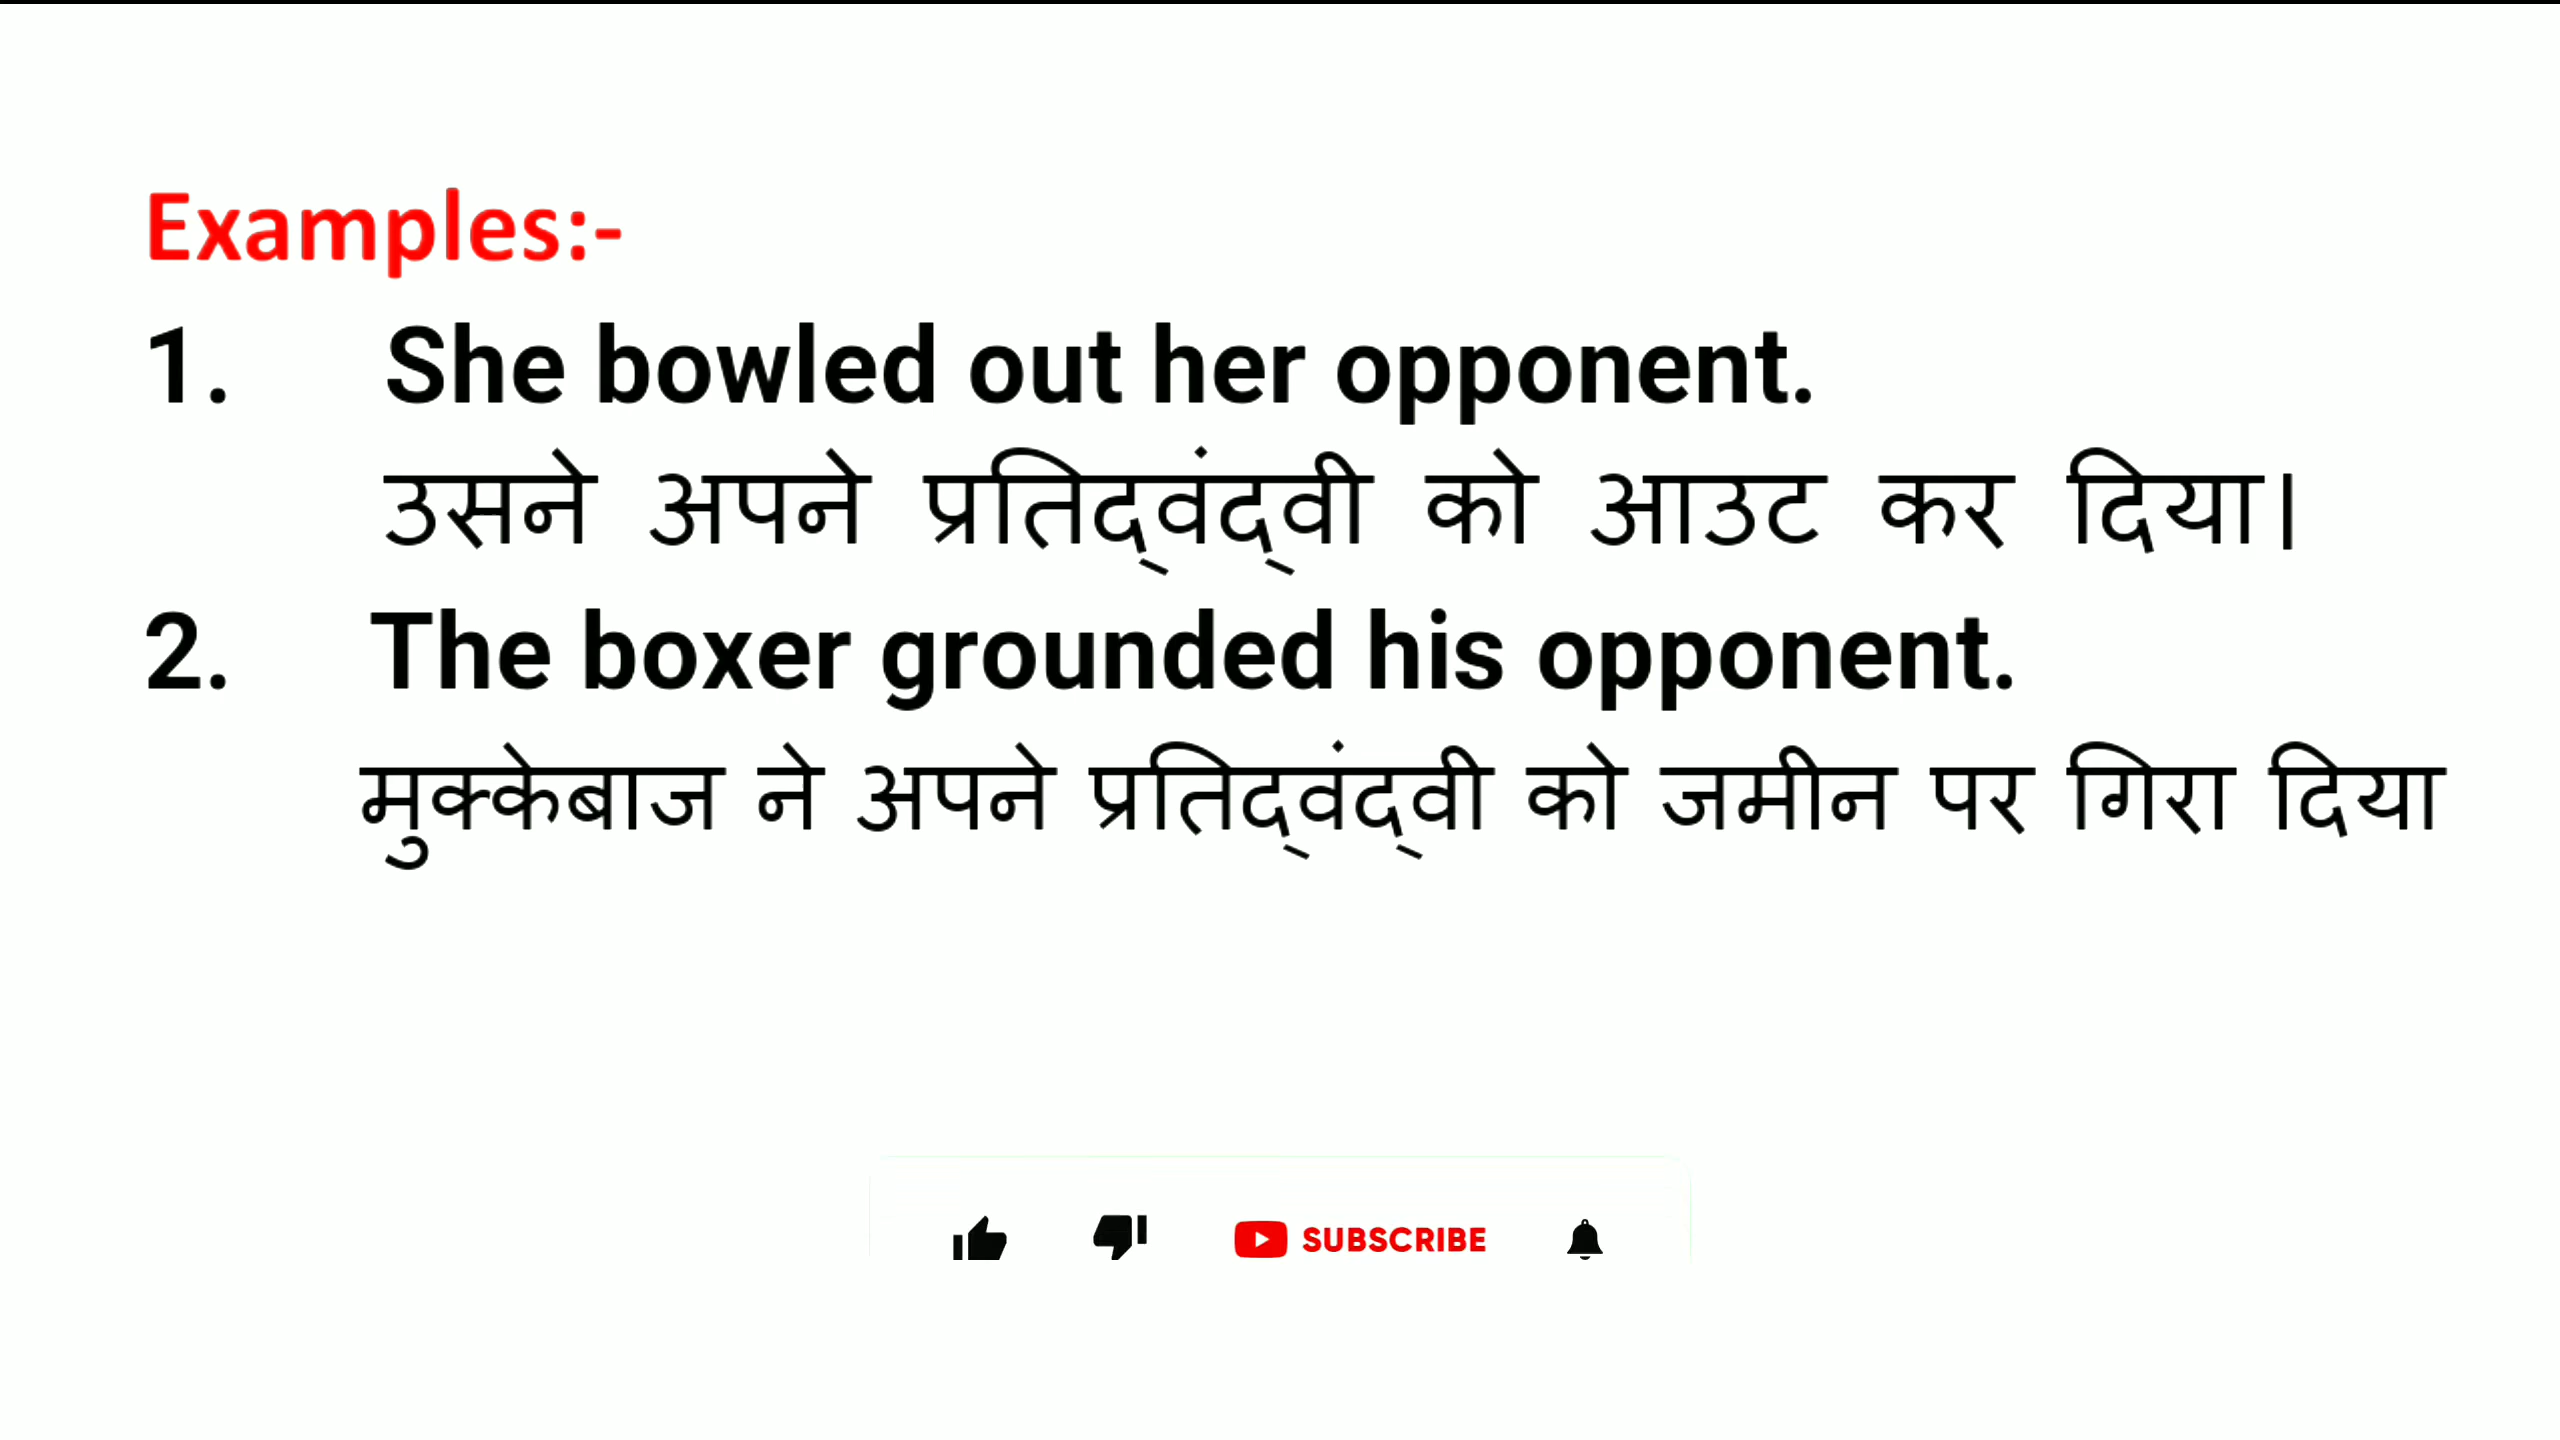 Examples:-
1. She bowled out her opponent.
उसने अपने प्रतिद्वंद्वी को आउट कर दिया।
2. The boxer grounded his opponent.
मुक्केबाज ने अपने प्रतिद्वंद्वी को जमीन पर गिरा दिया
SUBSCRIBE